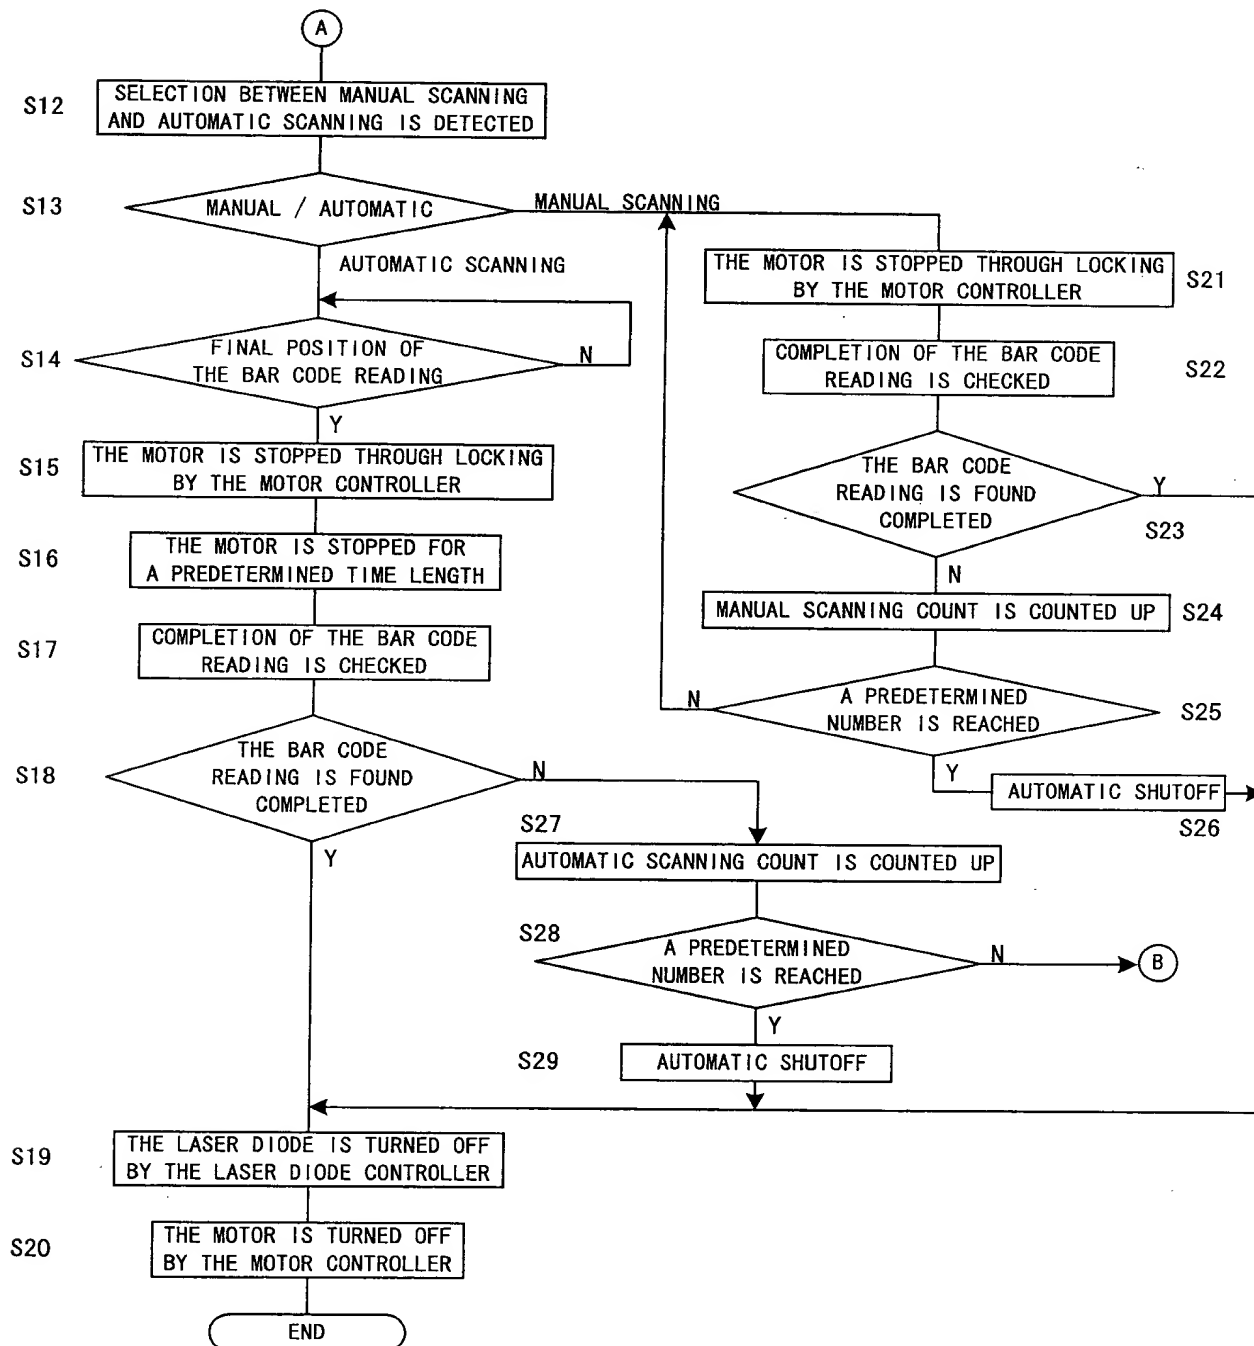 A
S12
SELECTION BETWEEN MANUAL SCANNING
AND AUTOMATIC SCANNING IS DETECTED
S13
MANUAL / AUTOMATIC
MANUAL SCANNING
AUTOMATIC SCANNING
S14
FINAL POSITION OF
THE BAR CODE READING
N
Y
S15
THE MOTOR IS STOPPED THROUGH LOCKING
BY THE MOTOR CONTROLLER
S16
THE MOTOR IS STOPPED FOR
A PREDETERMINED TIME LENGTH
S17
COMPLETION OF THE BAR CODE
READING IS CHECKED
S18
THE BAR CODE
READING IS FOUND
COMPLETED
N
Y
THE MOTOR IS STOPPED THROUGH LOCKING
BY THE MOTOR CONTROLLER
S21
COMPLETION OF THE BAR CODE
READING IS CHECKED
S22
THE BAR CODE
READING IS FOUND
COMPLETED
Y
S23
N
MANUAL SCANNING COUNT IS COUNTED UP
S24
A PREDETERMINED
NUMBER IS REACHED
N
S25
Y
AUTOMATIC SHUTOFF
S26
S27
AUTOMATIC SCANNING COUNT IS COUNTED UP
S28
A PREDETERMINED
NUMBER IS REACHED
N
B
Y
S29
AUTOMATIC SHUTOFF
S19
THE LASER DIODE IS TURNED OFF
BY THE LASER DIODE CONTROLLER
S20
THE MOTOR IS TURNED OFF
BY THE MOTOR CONTROLLER
END